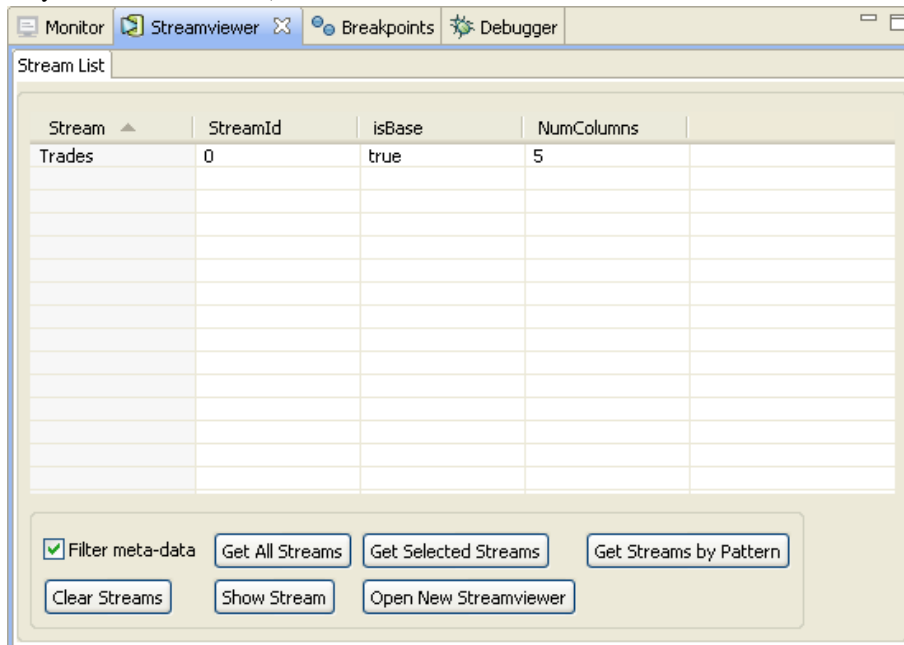 Monitor Streamviewer Breakpoints Debugger
Stream List
Stream StreamId isBase NumColumns
Trades 0 true 5
Filter meta-data Get All Streams Get Selected Streams Get Streams by Pattern
Clear Streams Show Stream Open New Streamviewer